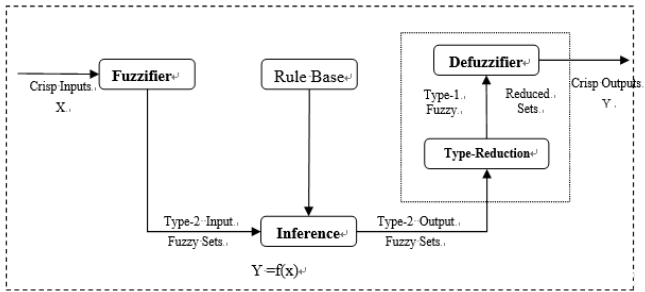 Fuzzifier
Rule Base
Defuzzifier
Crisp Inputs
X
Type-1
Fuzzy
Reduced
Sets
Crisp Outputs
Y
Type-Reduction
Type-2 Input
Fuzzy Sets
Inference
Type-2 Output
Fuzzy Sets
Y =f(x)